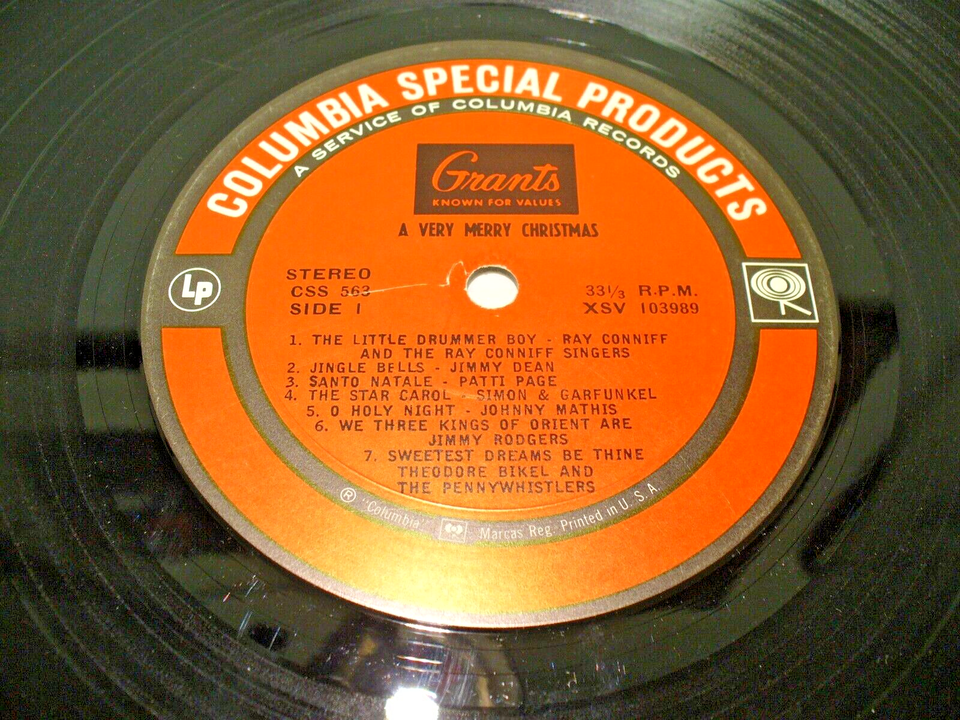 COLUMBIA SPECIAL PRODUCTS
A SERVICE OF COLUMBIA RECORDS
Grants
KNOWN FOR VALUES
A VERY MERRY CHRISTMAS
STEREO
CSS 563
SIDE 1
33⅓ R.P.M.
XSV 103989
LP
1. THE LITTLE DRUMMER BOY - RAY CONNIFF
AND THE RAY CONNIFF SINGERS
2. JINGLE BELLS - JIMMY DEAN
3. SANTO NATALE - PATTI PAGE
4. THE STAR CAROL - SIMON & GARFUNKEL
5. O HOLY NIGHT - JOHNNY MATHIS
6. WE THREE KINGS OF ORIENT ARE
JIMMY RODGERS
7. SWEETEST DREAMS BE THINE
THEODORE BIKEL AND
THE PENNYWHISTLERS
® "Columbia" Marcas Reg. Printed in U. S. A.